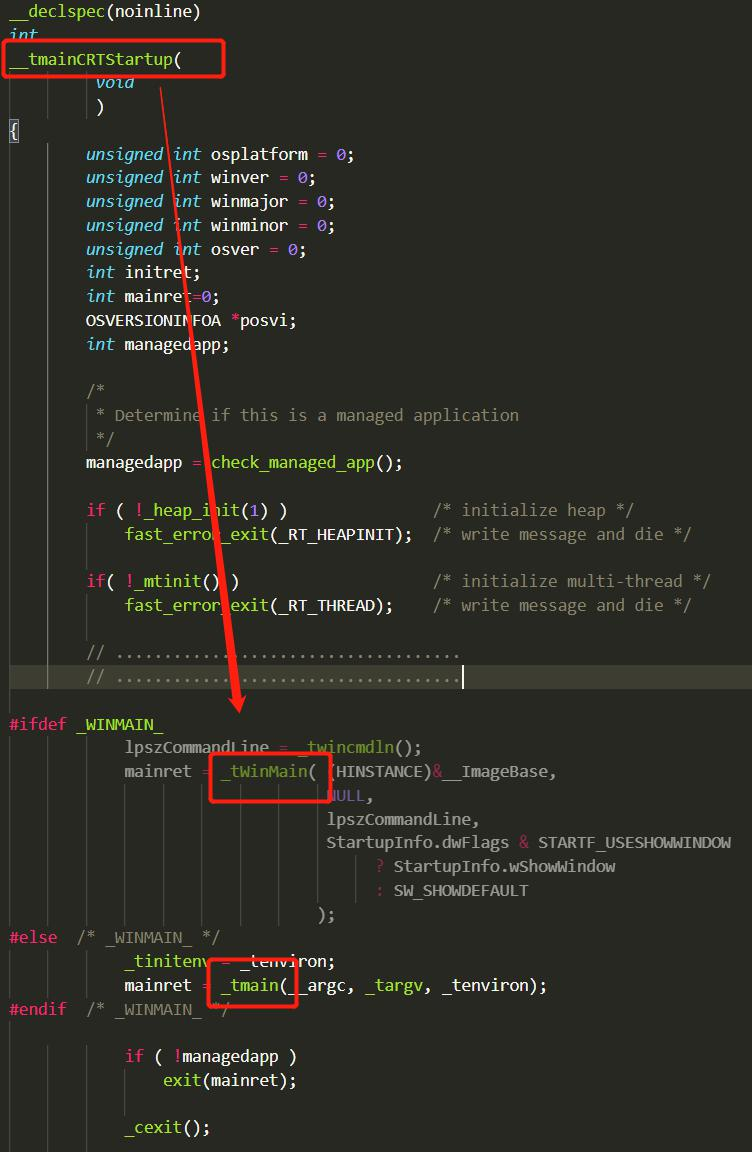 __declspec(noinline)
int
__tmainCRTStartup(
void
)
{
unsigned int osplatform = 0;
unsigned int winver = 0;
unsigned int winmajor = 0;
unsigned int winminor = 0;
unsigned int osver = 0;
int initret;
int mainret=0;
OSVERSIONINFOA *posvi;
int managedapp;
/*
* Determine if this is a managed application
*/
managedapp = check_managed_app();
if ( !_heap_init(1) ) /* initialize heap */
fast_error_exit(_RT_HEAPINIT); /* write message and die */
if( !_mtinit() ) /* initialize multi-thread */
fast_error_exit(_RT_THREAD); /* write message and die */
// ....................................
// ....................................
#ifdef _WINMAIN_
lpszCommandLine = _twincmdln();
mainret = _tWinMain( (HINSTANCE)&__ImageBase,
NULL,
lpszCommandLine,
StartupInfo.dwFlags & STARTF_USESHOWWINDOW
? StartupInfo.wShowWindow
: SW_SHOWDEFAULT
);
#else /* _WINMAIN_ */
_tinitenv = _tenviron;
mainret = _tmain(__argc, _targv, _tenviron);
#endif /* _WINMAIN_ */
if ( !managedapp )
exit(mainret);
_cexit();